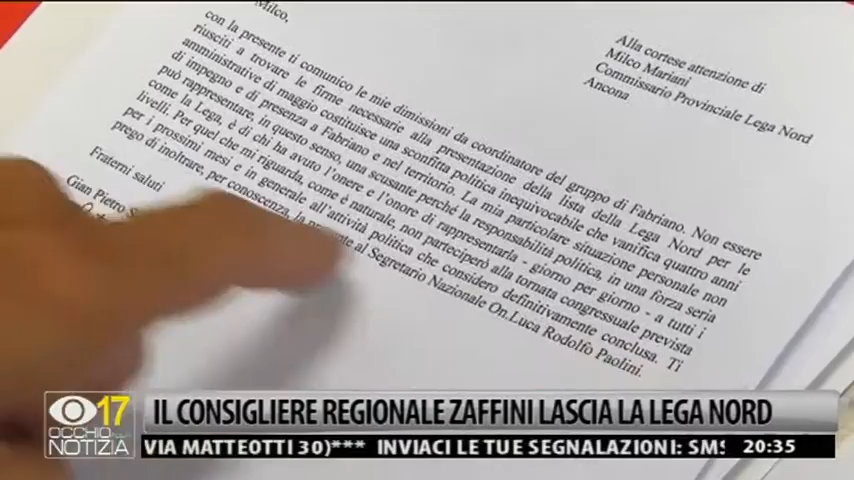 Alla cortese attenzione di
Milco Mariani
Commissario Provinciale Lega Nord
Ancona
Milco,
con la presente ti comunico le mie dimissioni da coordinatore del gruppo di Fabriano. Non essere
riusciti a trovare le firme necessarie alla presentazione della lista della Lega Nord per le
amministrative di maggio costituisce una sconfitta politica inequivocabile che vanifica quattro anni
di impegno e di presenza a Fabriano e nel territorio. La mia particolare situazione personale non
può rappresentare, in questo senso, una scusante perché la responsabilità politica, in una forza seria
come la Lega, è di chi ha avuto l'onere e l'onore di rappresentarla - giorno per giorno - a tutti i
livelli. Per quel che mi riguarda, come è naturale, non parteciperò alla tornata congressuale prevista
per i prossimi mesi e in generale all'attività politica che considero definitivamente conclusa. Ti
prego di inoltrare, per conoscenza, la presente al Segretario Nazionale On.Luca Rodolfo Paolini.
Fraterni saluti
Gian Pietro
17
OCCHIO alla
NOTIZIA
IL CONSIGLIERE REGIONALE ZAFFINI LASCIA LA LEGA NORD
VIA MATTEOTTI 30)*** INVIACI LE TUE SEGNALAZIONI: SMS
20:35